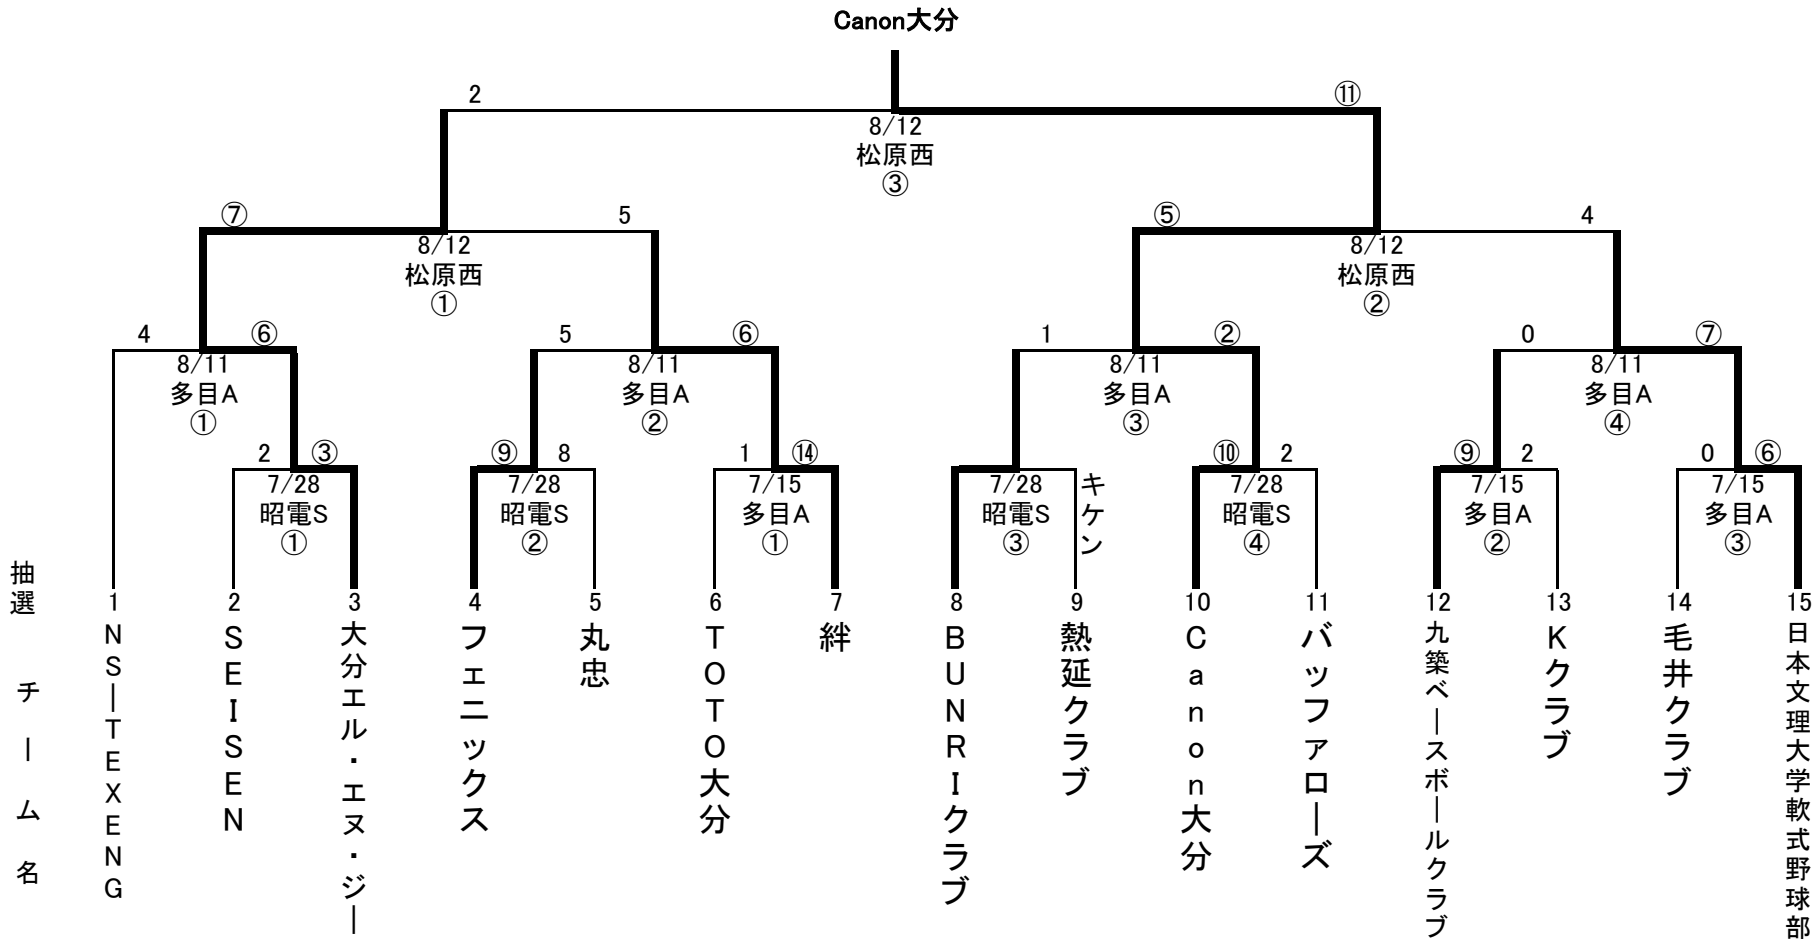 Canon大分
2 ⑪
8/12
松原西
③
⑦ 5 ⑤ 4
8/12 8/12
松原西 松原西
① ②
4 ⑥ 5 ⑥ 1 ② 0 ⑦
8/11 8/11 8/11 8/11
多目A 多目A 多目A 多目A
① ② ③ ④
2 ③ ⑨ 8 1 ⑭ キケン ⑩ 2 ⑨ 2 0 ⑥
7/28 7/28 7/15 7/28 7/28 7/15 7/15
昭電S 昭電S 多目A 昭電S 昭電S 多目A 多目A
① ② ① ③ ④ ② ③
抽選 1 2 3 4 5 6 7 8 9 10 11 12 13 14 15
チーム名
NS|TEXENG
SEISEN
大分エル・エヌ・ジー
フェニックス
丸忠
TOTO大分
絆
BUNRIクラブ
熱延クラブ
Canon大分
バッファローズ
九築ベースボールクラブ
Kクラブ
毛井クラブ
日本文理大学軟式野球部